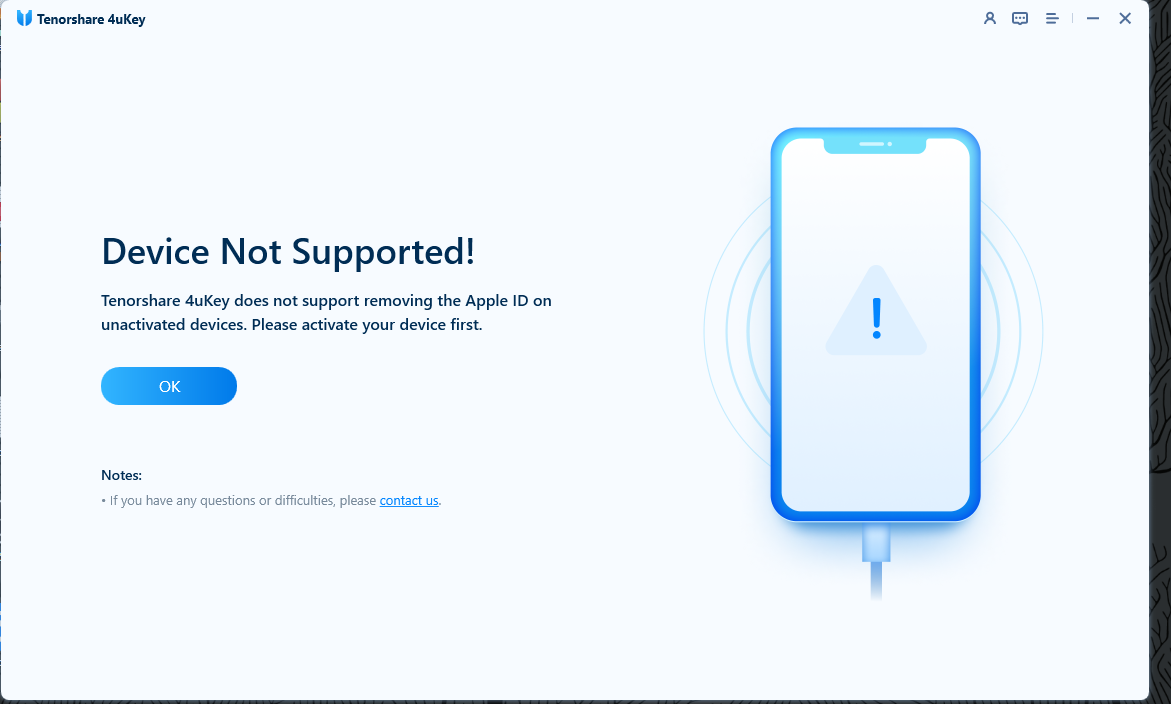 Tenorshare 4uKey
Device Not Supported!
Tenorshare 4uKey does not support removing the Apple ID on
unactivated devices. Please activate your device first.
OK
Notes:
• If you have any questions or difficulties, please contact us.